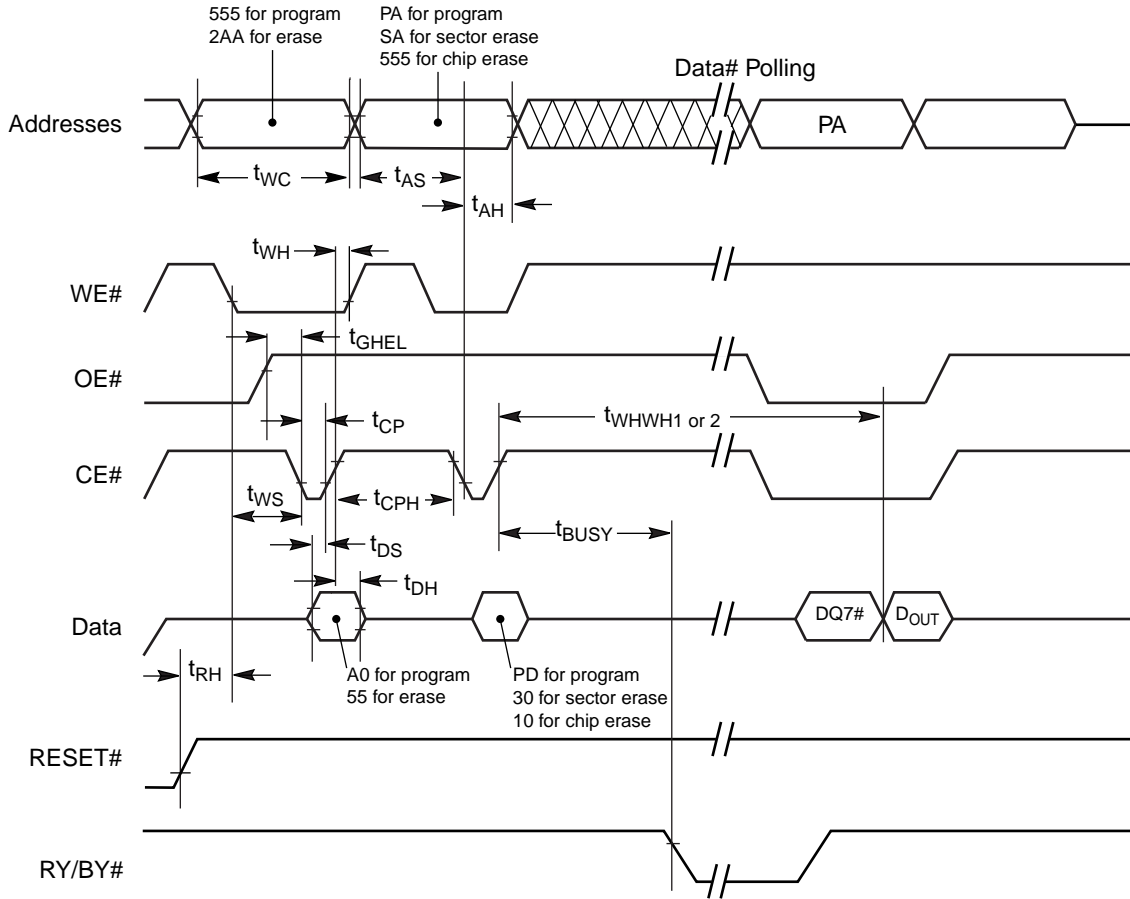 555 for program
2AA for erase
PA for program
SA for sector erase
555 for chip erase
Data# Polling
Addresses
PA
tWC
tAS
tAH
tWH
WE#
tGHEL
OE#
tCP
tWHWH1 or 2
CE#
tWS
tCPH
tBUSY
tDS
tDH
Data
DQ7#
DOUT
tRH
A0 for program
55 for erase
PD for program
30 for sector erase
10 for chip erase
RESET#
RY/BY#